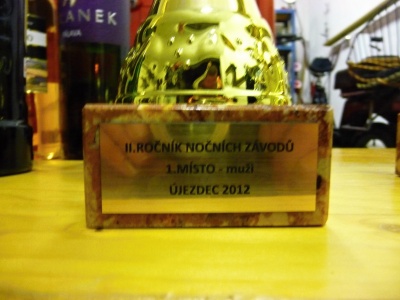 ANEK
II.ROČNÍK NOČNÍCH ZÁVODŮ
1.MÍSTO - muži
ÚJEZDEC 2012